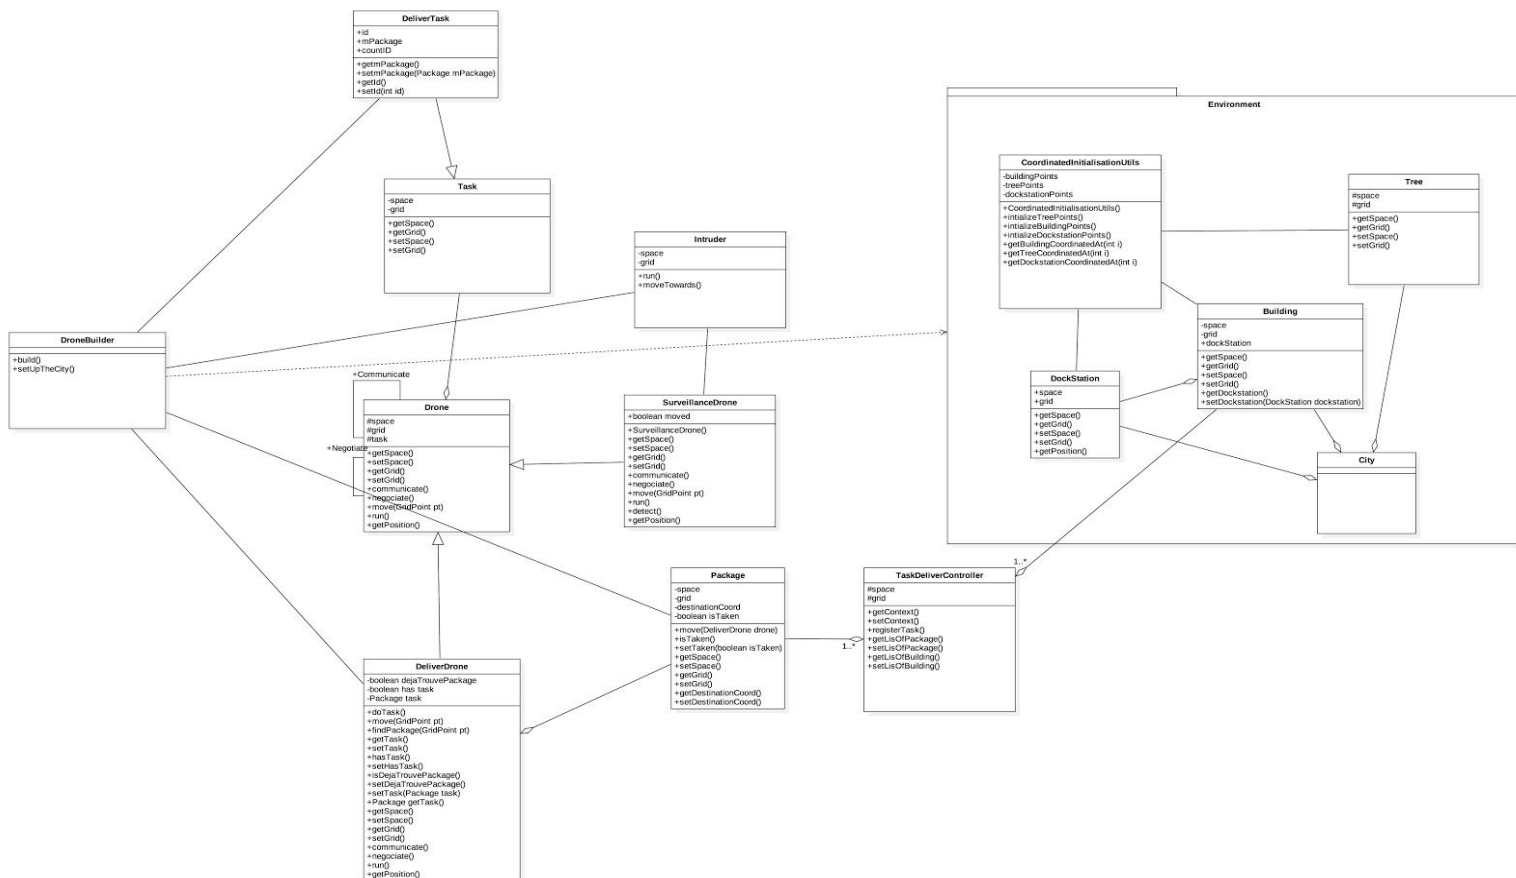 DeliverTask
+id
+mPackage
+countID
+getmPackage()
+setmPackage(Package mPackage)
+getId()
+setId(int id)
Task
-space
-grid
+getSpace()
+getGrid()
+setSpace()
+setGrid()
Intruder
-space
-grid
+run()
+moveTowards()
DroneBuilder
+build()
+setUpTheCity()
+Communicate
+Negotiate
Drone
#space
#grid
#task
+getSpace()
+setSpace()
+getGrid()
+setGrid()
+communicate()
+negociate()
+move(GridPoint pt)
+run()
+getPosition()
SurveillanceDrone
+boolean moved
+SurveillanceDrone()
+getSpace()
+setSpace()
+getGrid()
+setGrid()
+communicate()
+negociate()
+move(GridPoint pt)
+run()
+detect()
+getPosition()
DeliverDrone
-boolean dejaTrouvePackage
-boolean has task
-Package task
+doTask()
+move(GridPoint pt)
+findPackage(GridPoint pt)
+getTask()
+setTask()
+hasTask()
+setHasTask()
+isDejaTrouvePackage()
+setDejaTrouvePackage()
+setTask(Package task)
+Package getTask()
+getSpace()
+setSpace()
+getGrid()
+setGrid()
+communicate()
+negociate()
+run()
+getPosition()
Package
-space
-grid
-destinationCoord
-boolean isTaken
+move(DeliverDrone drone)
+isTaken()
+setTaken(boolean isTaken)
+getSpace()
+setSpace()
+getGrid()
+setGrid()
+getDestinationCoord()
+setDestinationCoord()
1..*
1..*
TaskDeliverController
#space
#grid
+getContext()
+setContext()
+registerTask()
+getLisOfPackage()
+setLisOfPackage()
+getLisOfBuilding()
+setLisOfBuilding()
Environment
CoordinatedInitialisationUtils
-buildingPoints
-treePoints
-dockstationPoints
+CoordinatedInitialisationUtils()
+intializeTreePoints()
+intializeBuildingPoints()
+intializeDockstationPoints()
+getBuildingCoordinatedAt(int i)
+getTreeCoordinatedAt(int i)
+getDockstationCoordinatedAt(int i)
Tree
#space
#grid
+getSpace()
+getGrid()
+setSpace()
+setGrid()
Building
-space
-grid
+dockStation
+getSpace()
+getGrid()
+setSpace()
+setGrid()
+getDockstation()
+setDockstation(DockStation dockstation)
DockStation
+space
+grid
+getSpace()
+getGrid()
+setSpace()
+setGrid()
+getPosition()
City